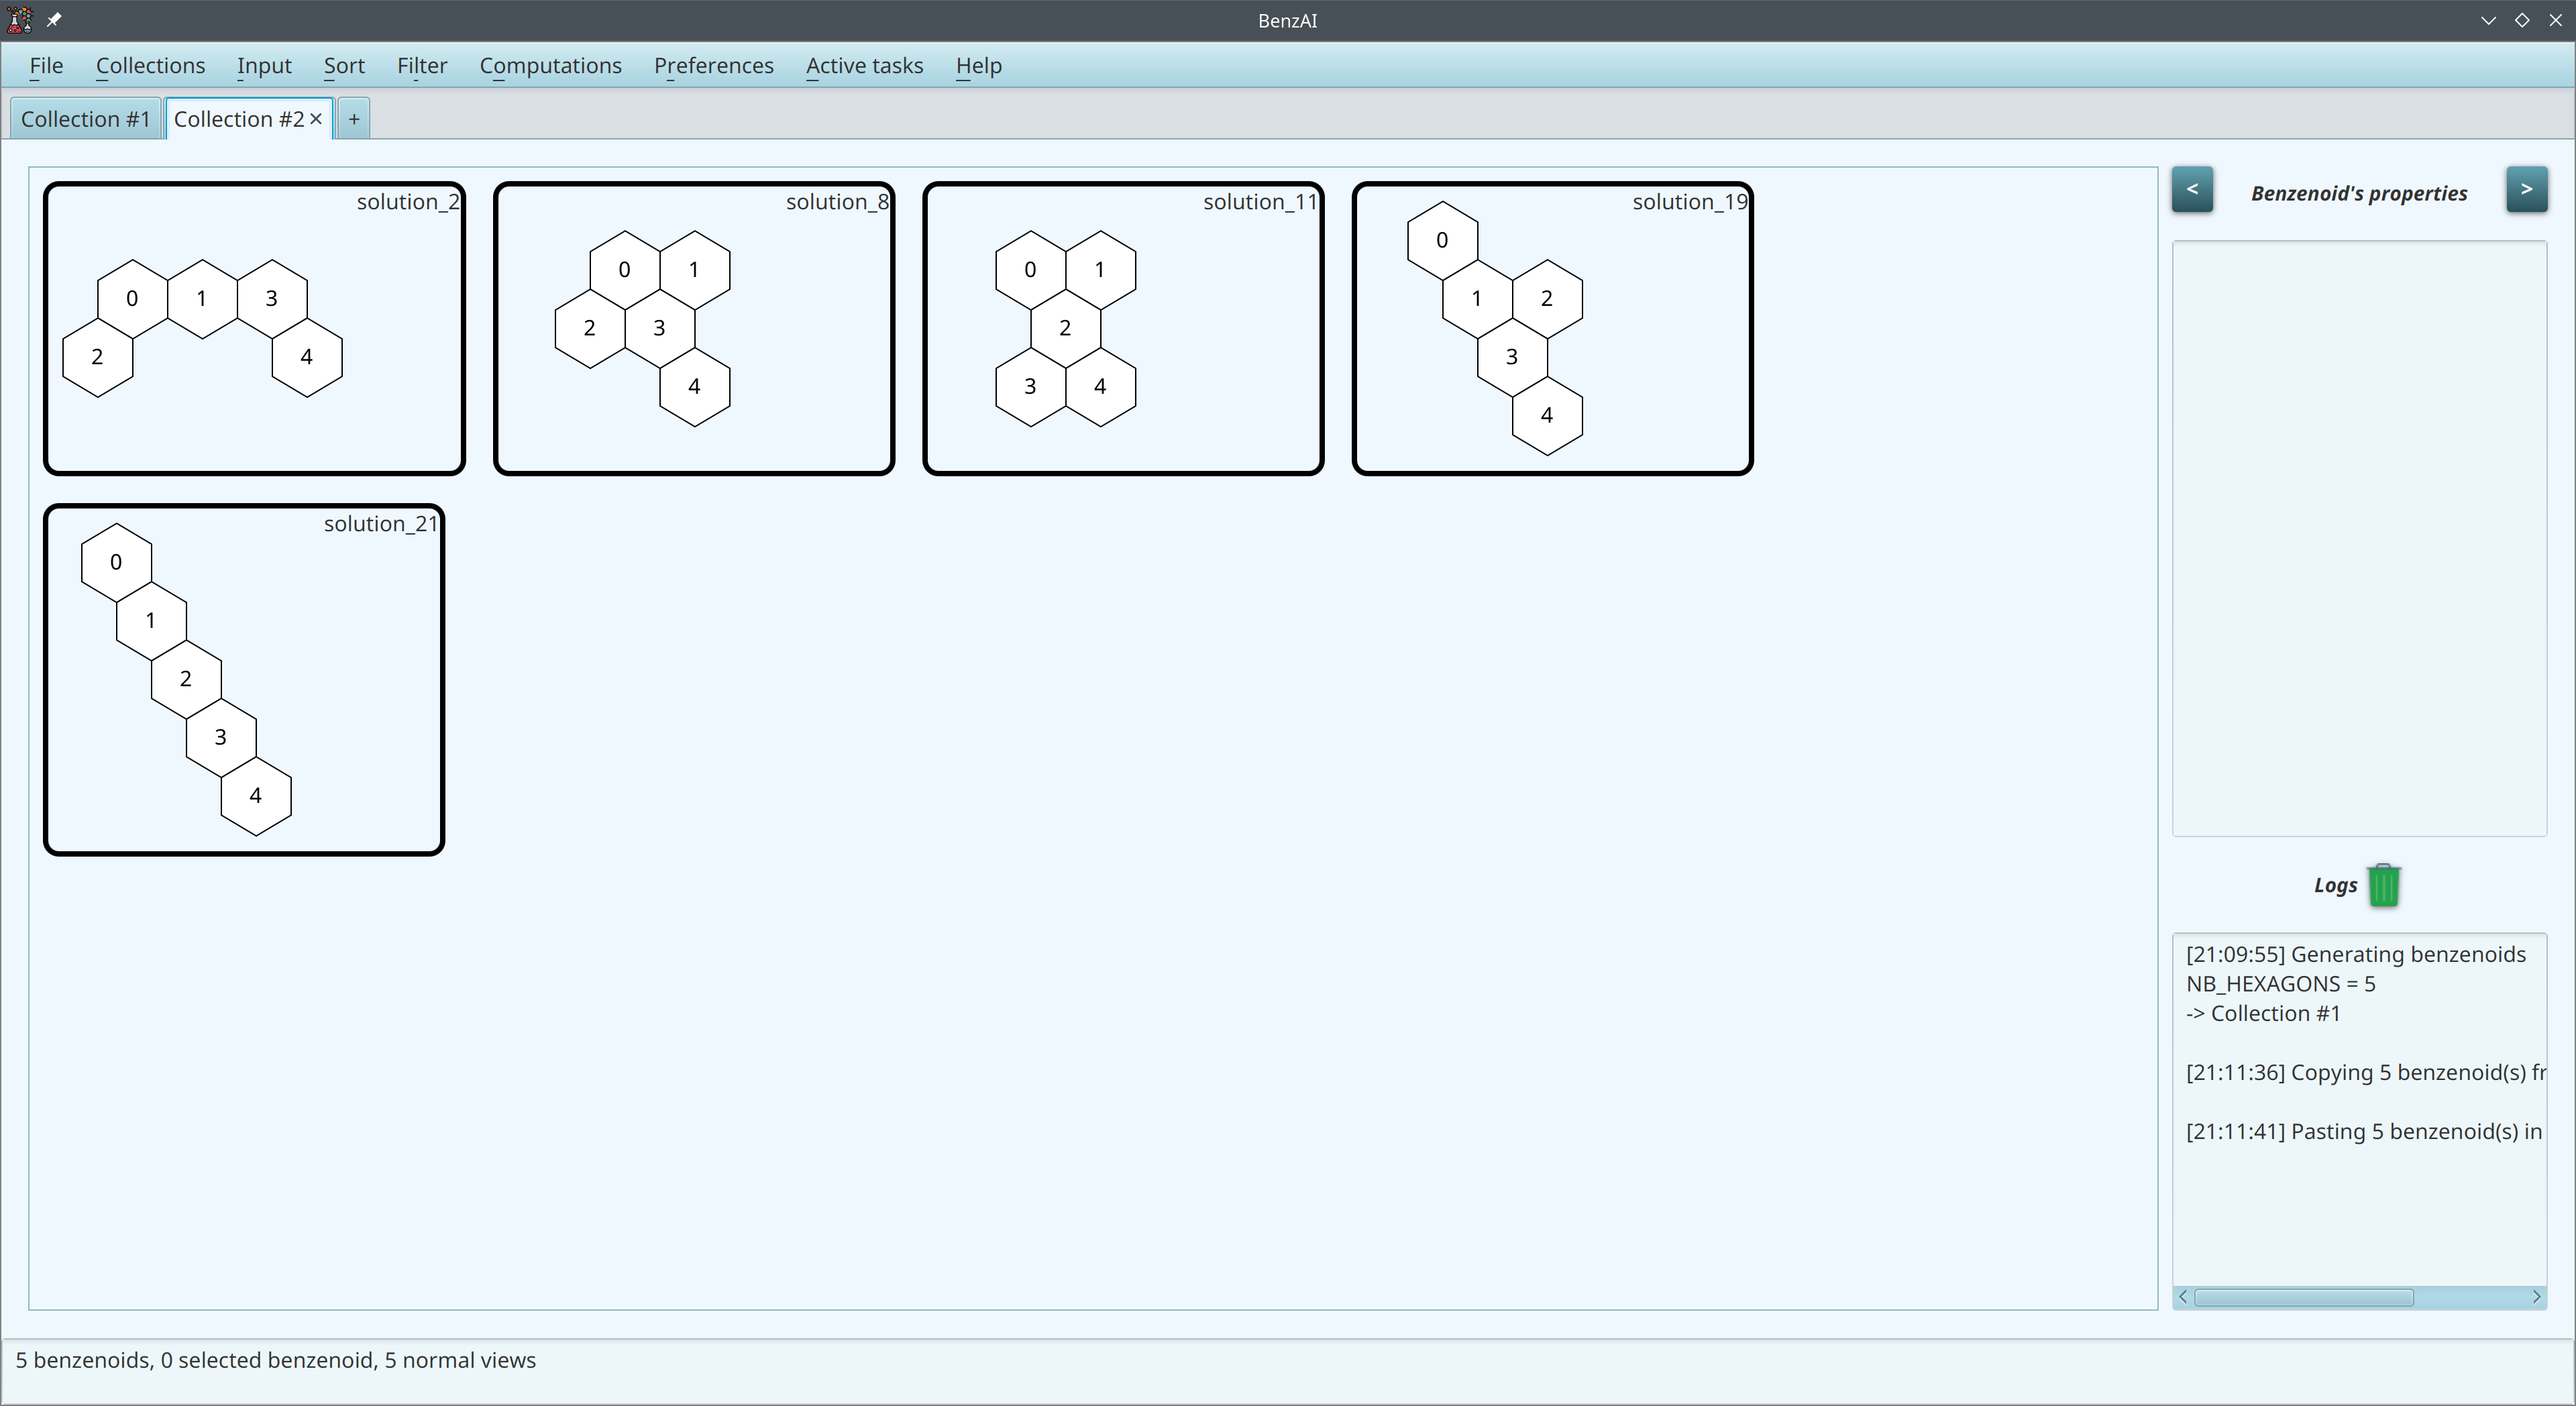 BenzAI
File Collections Input Sort Filter Computations Preferences Active tasks Help
Collection #1 Collection #2 +
solution_2
0 1 3
2 4
solution_8
0 1
2 3
4
solution_11
0 1
2
3 4
solution_19
0
1 2
3
4
solution_21
0
1
2
3
4
< Benzenoid's properties >
Logs
[21:09:55] Generating benzenoids
NB_HEXAGONS = 5
-> Collection #1
[21:11:36] Copying 5 benzenoid(s) fr
[21:11:41] Pasting 5 benzenoid(s) in
5 benzenoids, 0 selected benzenoid, 5 normal views